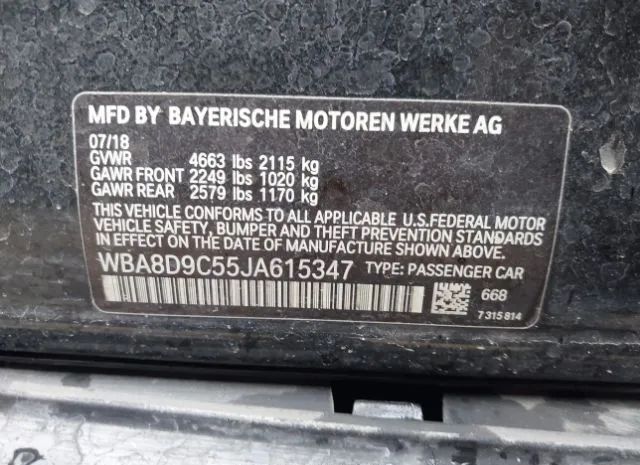 MFD BY BAYERISCHE MOTOREN WERKE AG
07/18
GVWR 4663 lbs 2115 kg
GAWR FRONT 2249 lbs 1020 kg
GAWR REAR 2579 lbs 1170 kg
THIS VEHICLE CONFORMS TO ALL APPLICABLE U.S.FEDERAL MOTOR
VEHICLE SAFETY, BUMPER AND THEFT PREVENTION STANDARDS
IN EFFECT ON THE DATE OF MANUFACTURE SHOWN ABOVE.
WBA8D9C55JA615347 TYPE: PASSENGER CAR
668
7 315 814